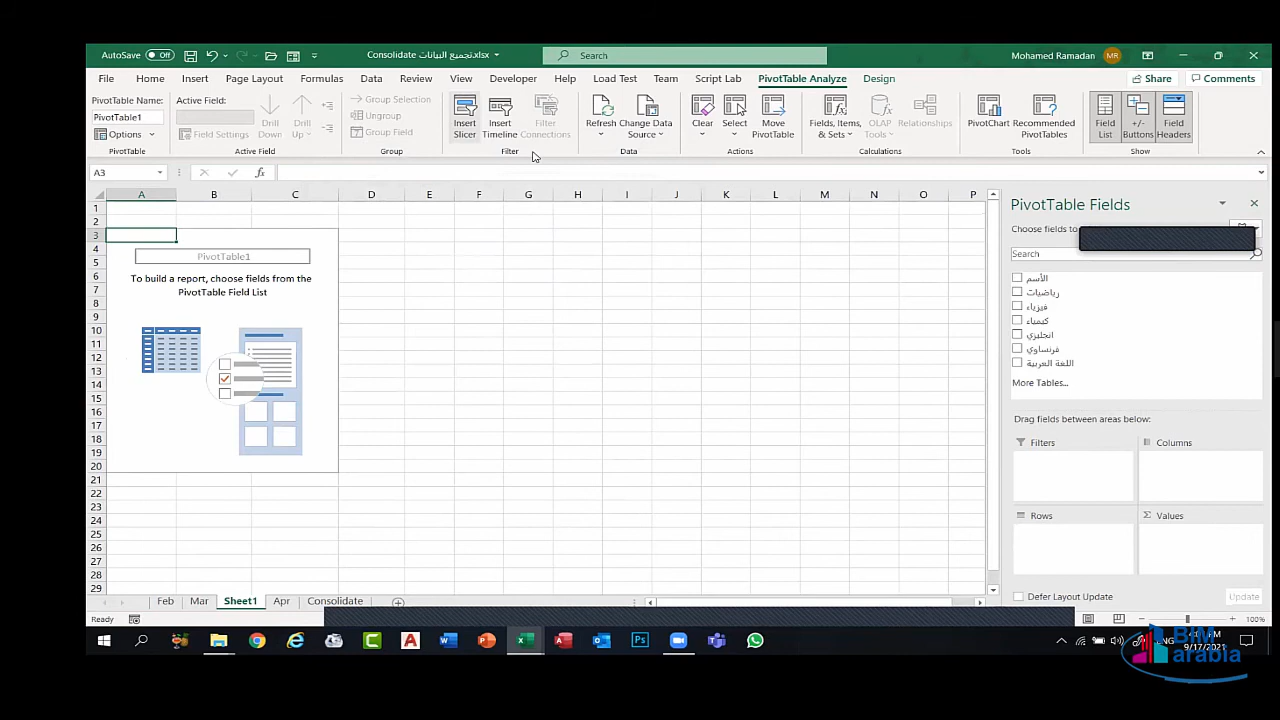 AutoSave Off
Consolidate تجميع البيانات.xlsx
Search
Mohamed Ramadan MR
File Home Insert Page Layout Formulas Data Review View Developer Help Load Test Team Script Lab PivotTable Analyze Design Share Comments
PivotTable Name:
PivotTable1
Options
PivotTable
Active Field:
Field Settings
Drill Down
Drill Up
Active Field
Group Selection
Ungroup
Group Field
Group
Insert Slicer
Insert Timeline
Filter Connections
Filter
Refresh
Change Data Source
Data
Clear
Select
Move PivotTable
Actions
Fields, Items, & Sets
OLAP Tools
Relationships
Calculations
PivotChart
Recommended PivotTables
Tools
Field List
+/- Buttons
Field Headers
Show
A3
fx
A B C D E F G H I J K L M N O P
1
2
3
4
5
6
7
8
9
10
11
12
13
14
15
16
17
18
19
20
21
22
23
24
25
26
27
28
29
PivotTable1
To build a report, choose fields from the
PivotTable Field List
PivotTable Fields
Choose fields to
Search
الأسم
رياضيات
فيزياء
كيمياء
انجليزي
فرنساوي
اللغة العربية
More Tables...
Drag fields between areas below:
Filters
Columns
Rows
Σ Values
Defer Layout Update
Update
Feb Mar Sheet1 Apr Consolidate
Ready
100%
9/17/2021
BIM
arabia